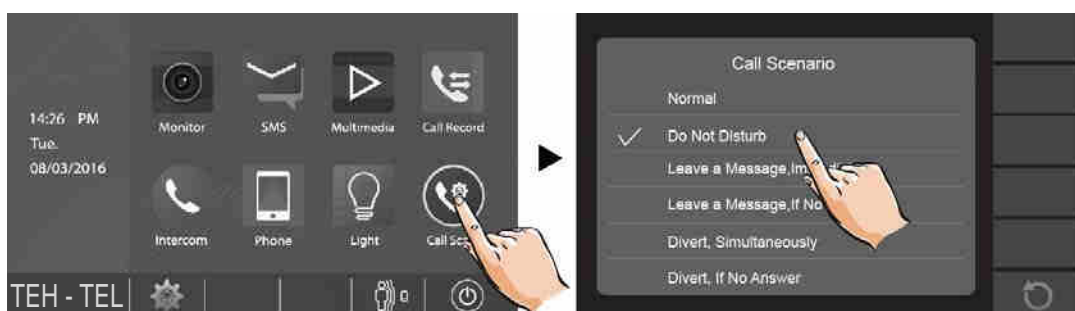 14:26 PM
Tue.
08/03/2016
Monitor
SMS
Multimedia
Call Record
Intercom
Phone
Light
Call
TEH - TEL
0
Call Scenario
Normal
Do Not Disturb
Leave a Message,
Leave a Message,If No
Divert, Simultaneously
Divert, If No Answer